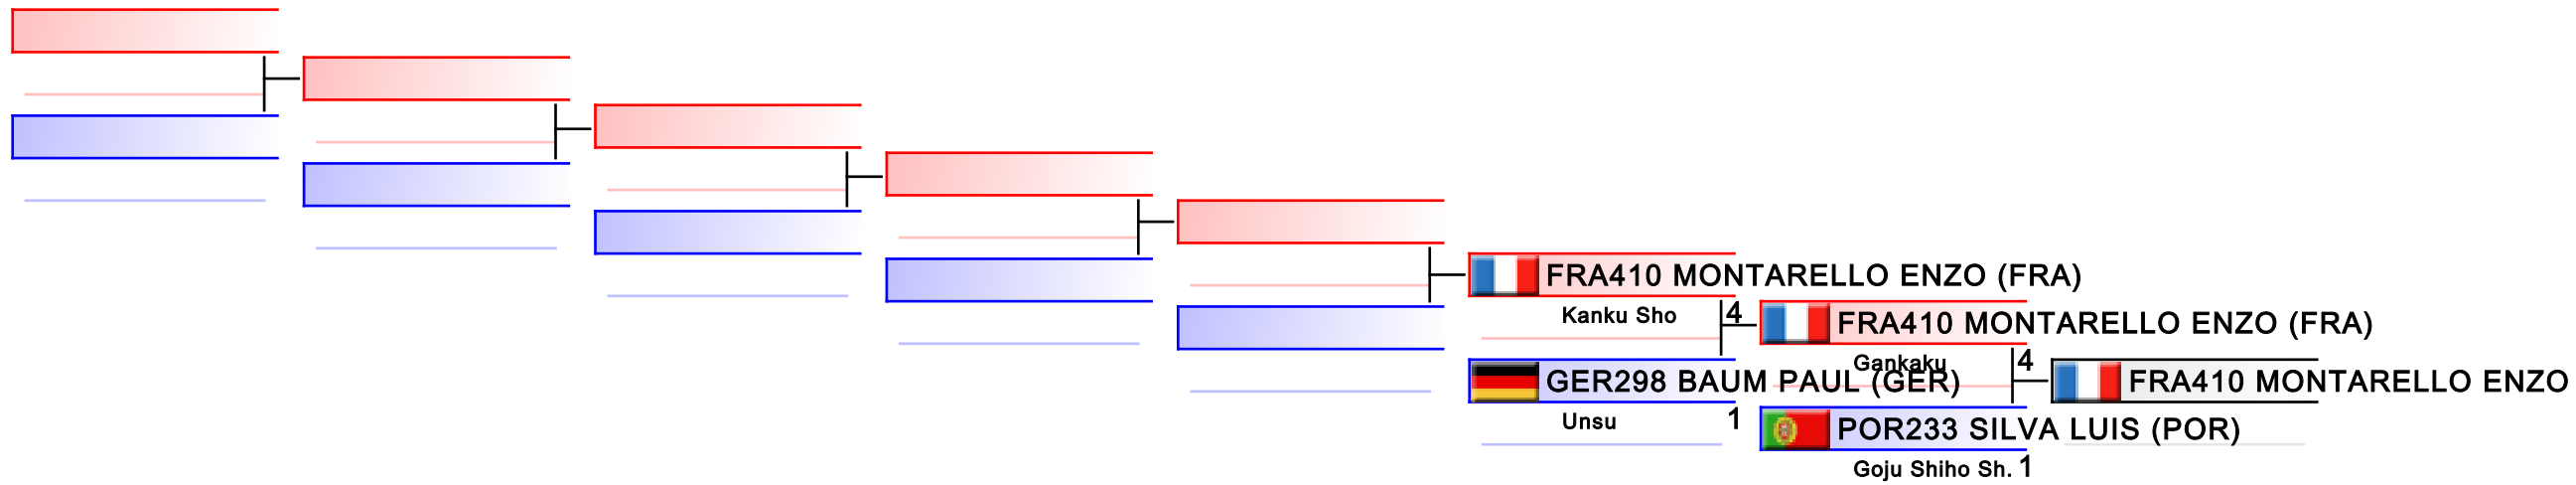 FRA410 MONTARELLO ENZO (FRA)
Kanku Sho
4
GER298 BAUM PAUL (GER)
Unsu
1
FRA410 MONTARELLO ENZO (FRA)
Gankaku
4
POR233 SILVA LUIS (POR)
Goju Shiho Sh. 1
FRA410 MONTARELLO ENZO